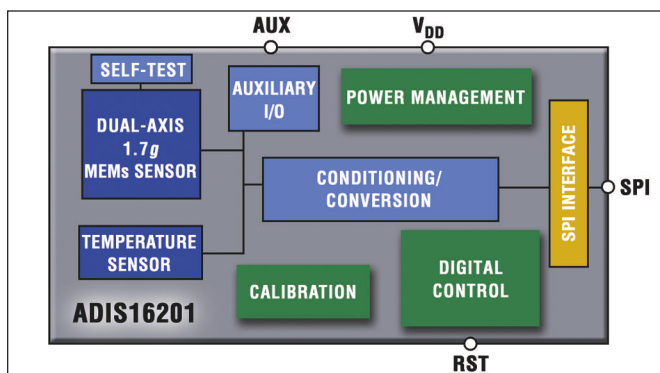 AUX
VDD
SELF-TEST
DUAL-AXIS
1.7g
MEMs SENSOR
AUXILIARY
I/O
POWER MANAGEMENT
CONDITIONING/
CONVERSION
SPI INTERFACE
SPI
TEMPERATURE
SENSOR
CALIBRATION
DIGITAL
CONTROL
ADIS16201
RST